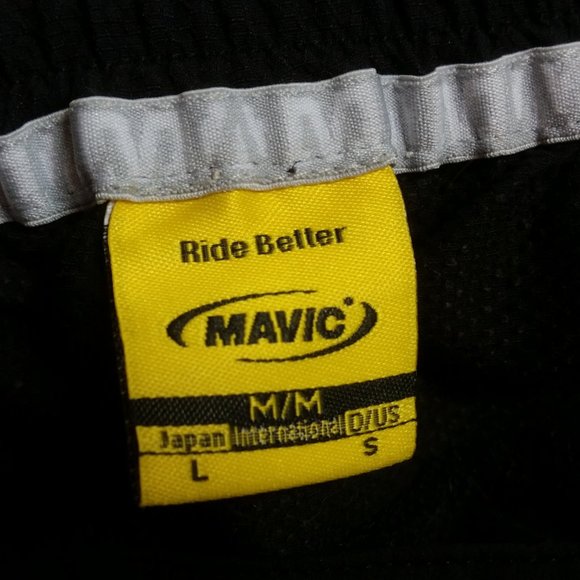 Ride Better
MAVIC
M/M
Japan International D/US
L S